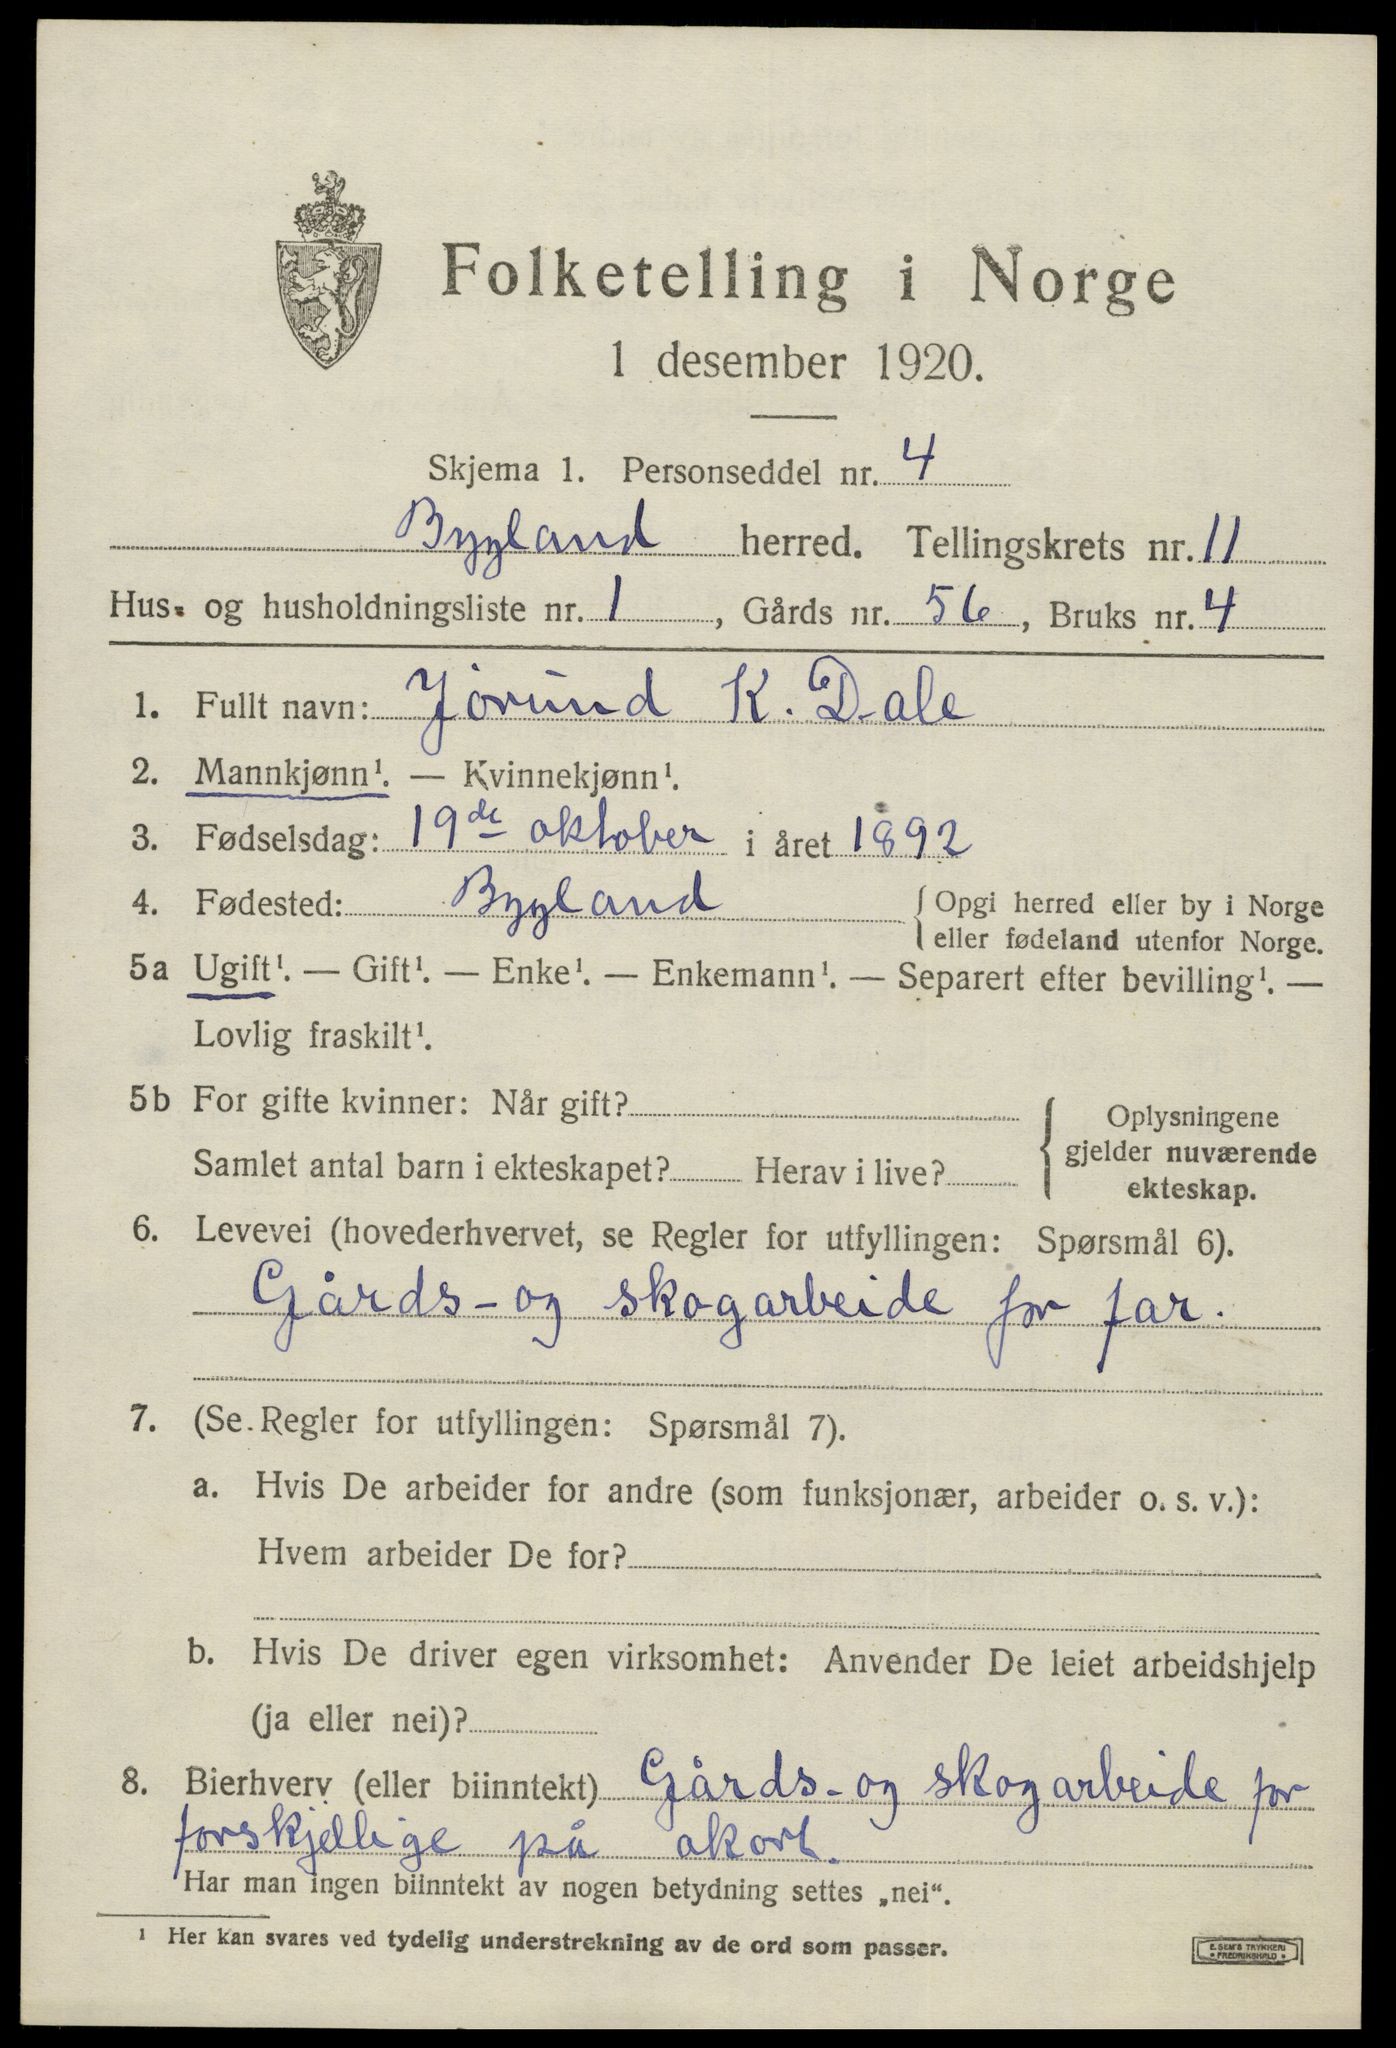 Folketelling i Norge
1 desember 1920.
Skjema 1. Personseddel nr. 4
Bygland herred. Tellingskrets nr. 11
Hus- og husholdningsliste nr. 1, Gårds nr. 56, Bruks nr. 4
1. Fullt navn: Jørund K. Dale
2. Mannkjønn¹. — Kvinnekjønn¹.
3. Fødselsdag: 19de oktober i året 1892
4. Fødested: Bygland { Opgi herred eller by i Norge
eller fødeland utenfor Norge.
5a Ugift¹. — Gift¹. — Enke¹. — Enkemann¹. — Separert efter bevilling¹. —
Lovlig fraskilt¹.
5b For gifte kvinner: Når gift? { Oplysningene
gjelder nuværende
Samlet antal barn i ekteskapet? Herav i live?
ekteskap.
6. Levevei (hovederhvervet, se Regler for utfyllingen: Spørsmål 6).
Gårds- og skogarbeide for far.
7. (Se Regler for utfyllingen: Spørsmål 7).
a. Hvis De arbeider for andre (som funksjonær, arbeider o. s. v.):
Hvem arbeider De for?
b. Hvis De driver egen virksomhet: Anvender De leiet arbeidshjelp
(ja eller nei)?
8. Bierhverv (eller biinntekt) Gårds- og skogarbeide for
forskjellige på akort.
Har man ingen biinntekt av nogen betydning settes „nei“.
¹ Her kan svares ved tydelig understrekning av de ord som passer.
E. SEM'S TRYKKERI
FREDRIKSHALD